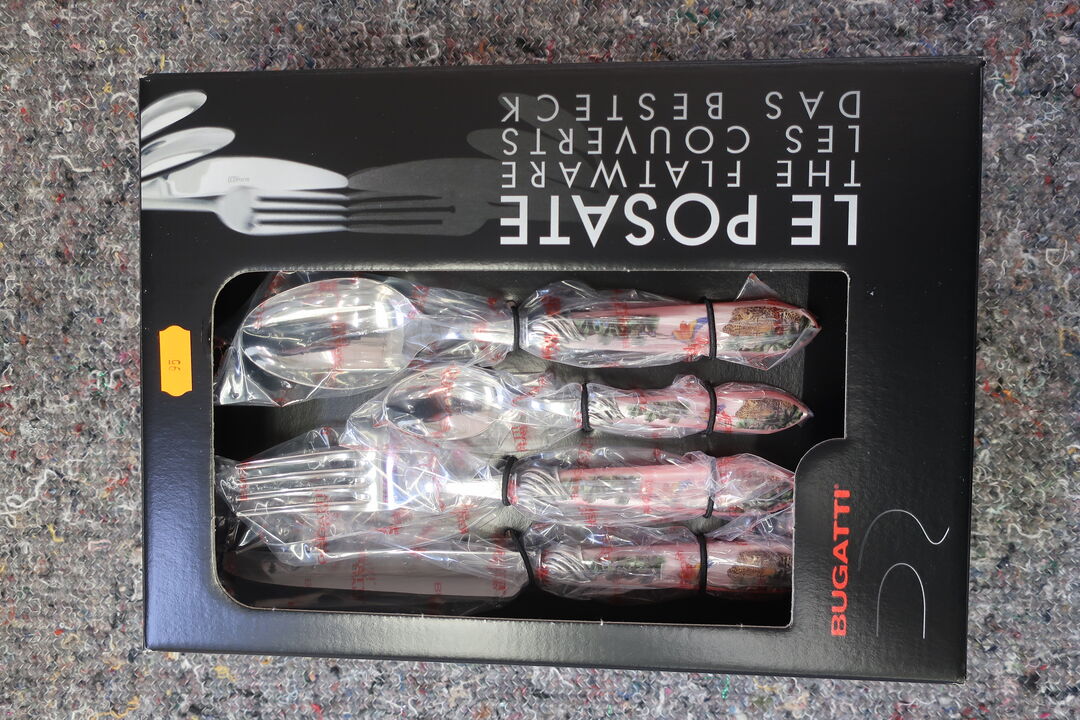 LE POSATE
THE FLATWARE
LES COUVERTS
DAS BESTECK
BUGATTI